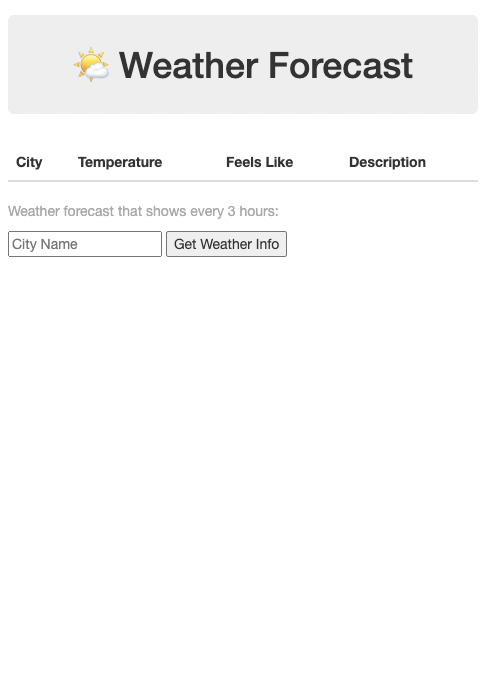 🌤️ Weather Forecast
City Temperature Feels Like Description
Weather forecast that shows every 3 hours:
City Name Get Weather Info